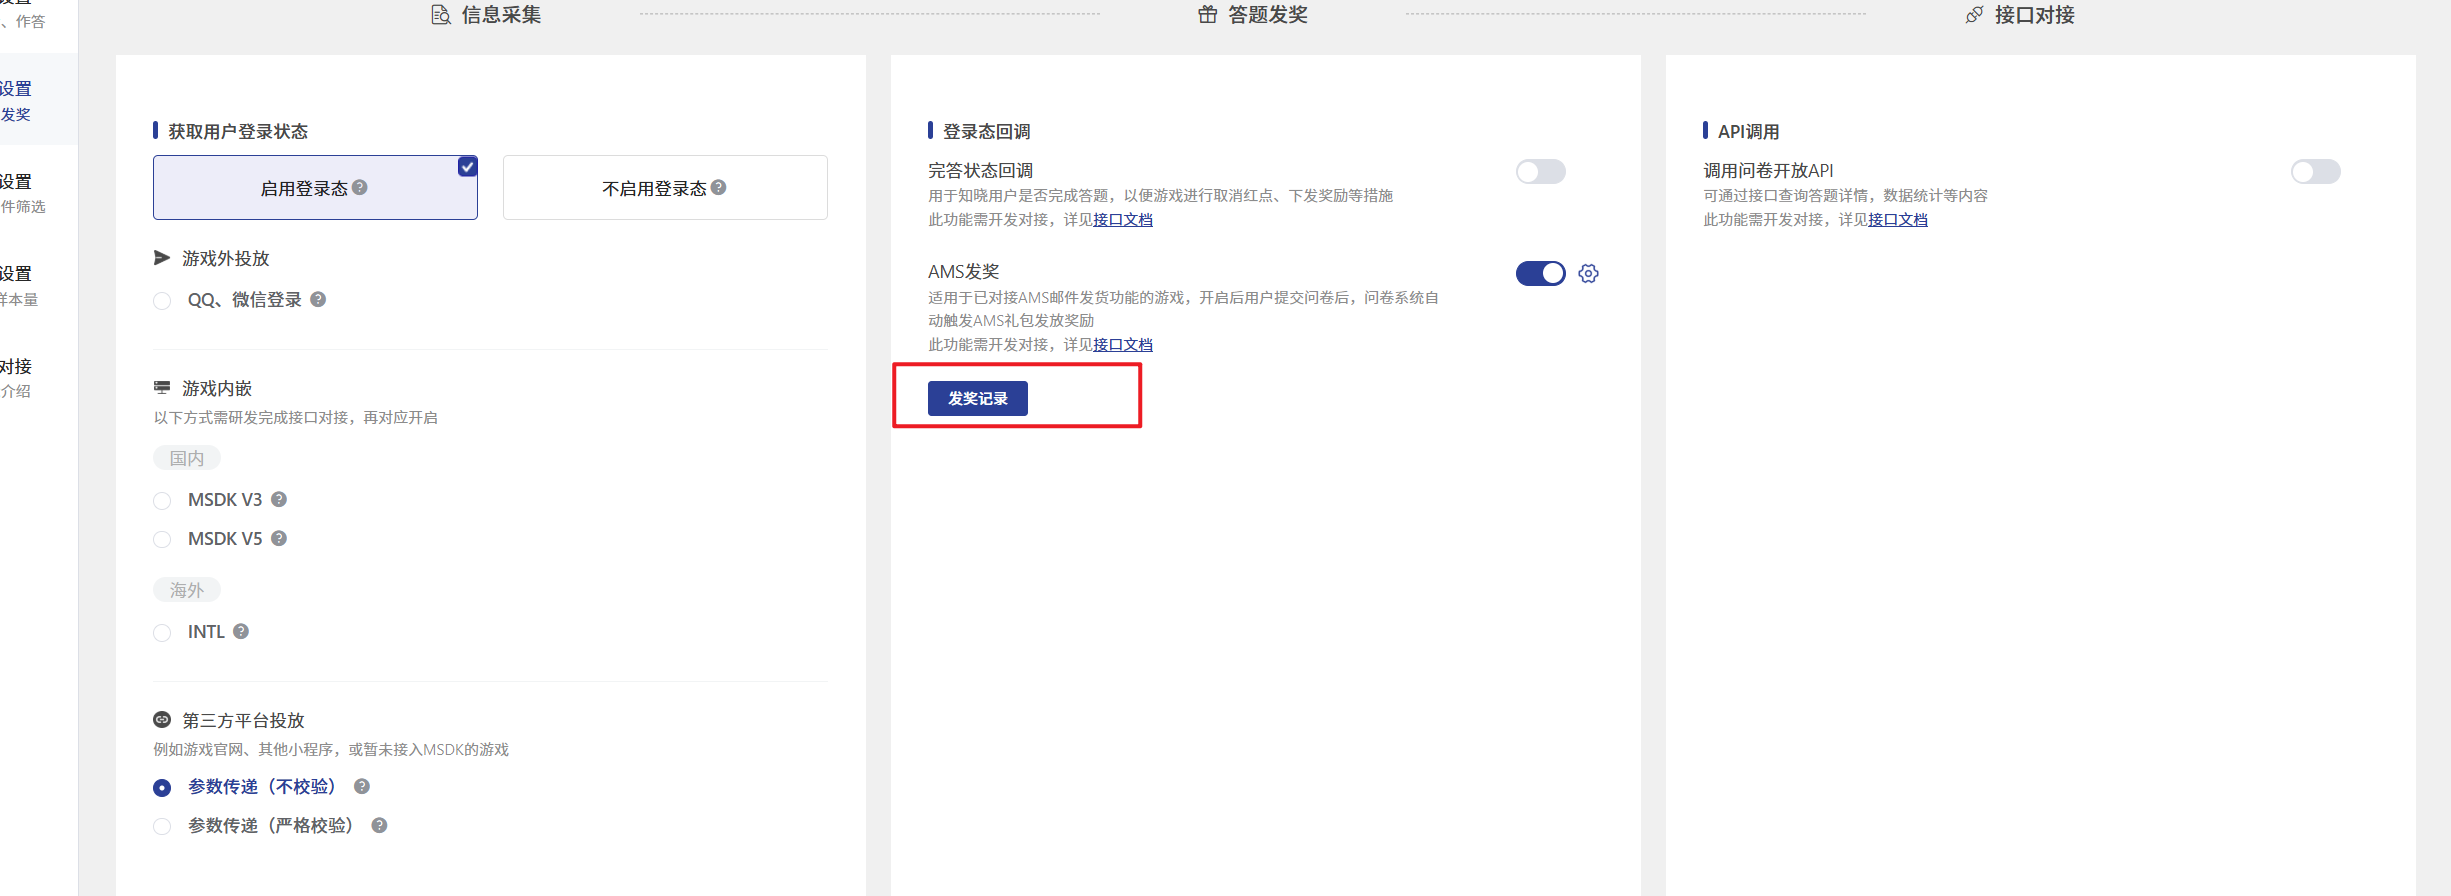 信息采集
答题发奖
接口对接
、作答
设置
发奖
设置
件筛选
设置
样本量
对接
介绍
获取用户登录状态
启用登录态
不启用登录态
游戏外投放
QQ、微信登录
游戏内嵌
以下方式需研发完成接口对接，再对应开启
国内
MSDK V3
MSDK V5
海外
INTL
第三方平台投放
例如游戏官网、其他小程序，或暂未接入MSDK的游戏
参数传递（不校验）
参数传递（严格校验）
登录态回调
完答状态回调
用于知晓用户是否完成答题，以便游戏进行取消红点、下发奖励等措施
此功能需开发对接，详见接口文档
AMS发奖
适用于已对接AMS邮件发货功能的游戏，开启后用户提交问卷后，问卷系统自
动触发AMS礼包发放奖励
此功能需开发对接，详见接口文档
发奖记录
API调用
调用问卷开放API
可通过接口查询答题详情，数据统计等内容
此功能需开发对接，详见接口文档